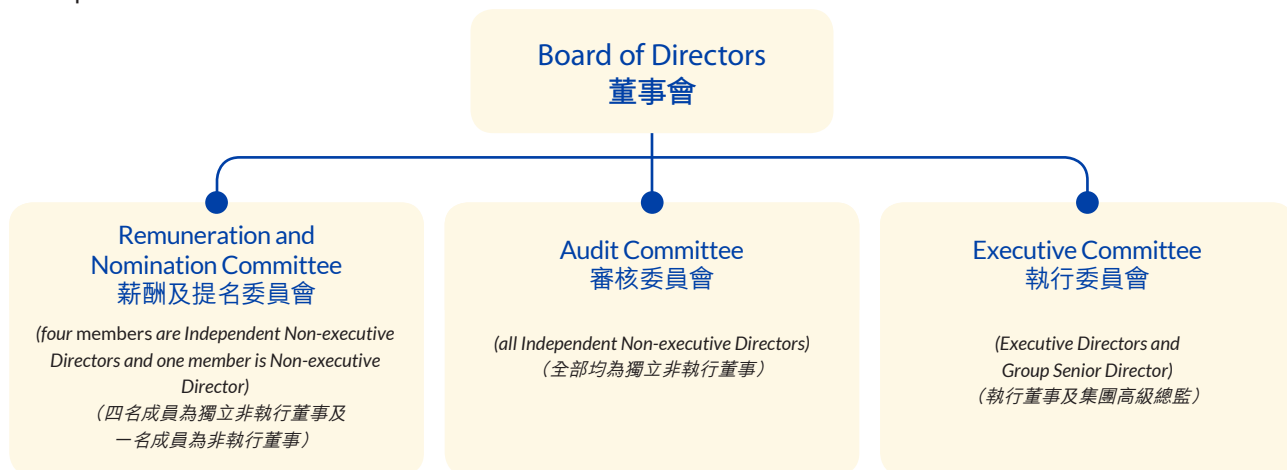 Board of Directors
董事會
Remuneration and
Nomination Committee
薪酬及提名委員會
(four members are Independent Non-executive
Directors and one member is Non-executive
Director)
（四名成員為獨立非執行董事及
一名成員為非執行董事）
Audit Committee
審核委員會
(all Independent Non-executive Directors)
（全部均為獨立非執行董事）
Executive Committee
執行委員會
(Executive Directors and
Group Senior Director)
（執行董事及集團高級總監）